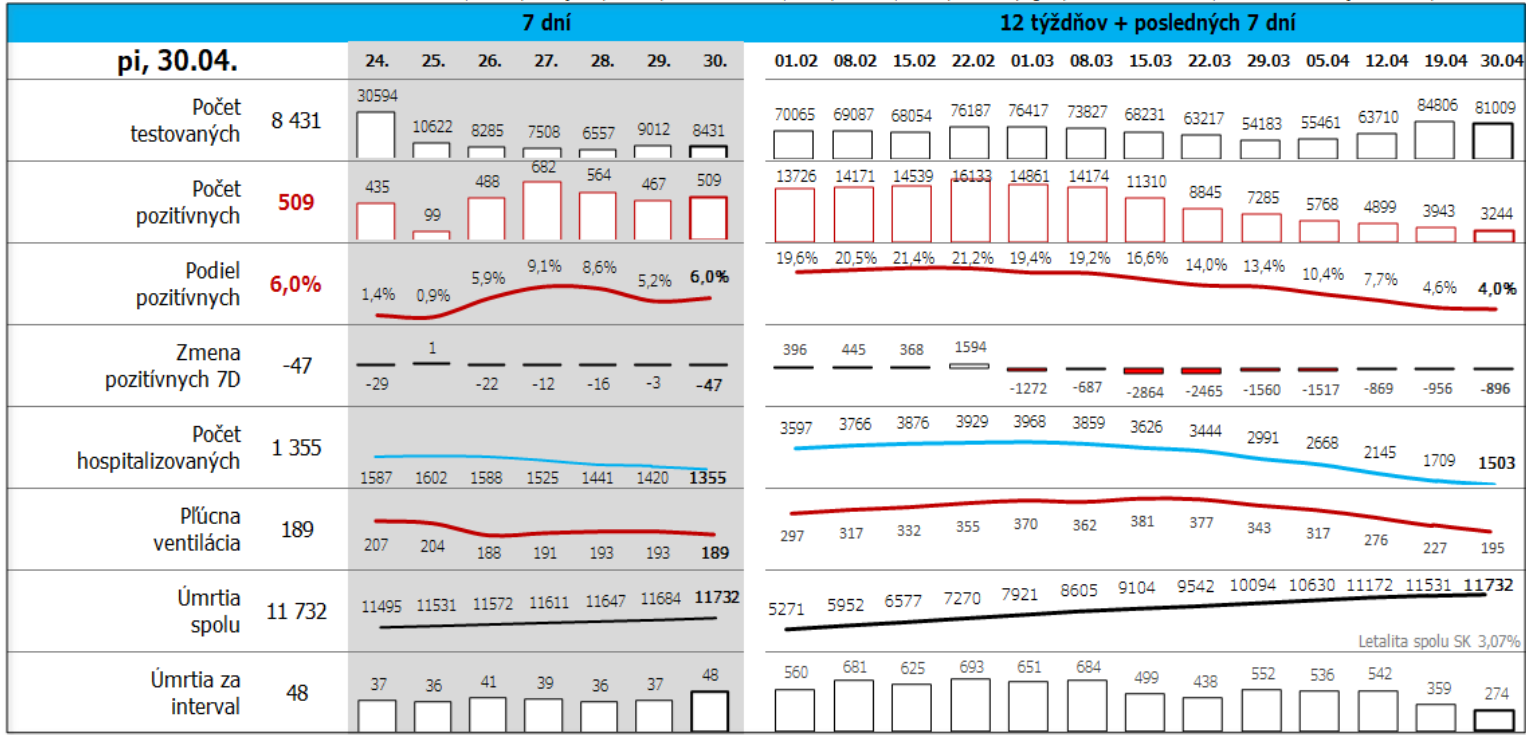 7 dní 12 týždňov + posledných 7 dní
pi, 30.04. 24. 25. 26. 27. 28. 29. 30. 01.02 08.02 15.02 22.02 01.03 08.03 15.03 22.03 29.03 05.04 12.04 19.04 30.04
Počet
testovaných
8 431
30594 10622 8285 7508 6557 9012 8431
70065 69087 68054 76187 76417 73827 68231 63217 54183 55461 63710 84806 81009
Počet
pozitívnych
509
435 99 488 682 564 467 509
13726 14171 14539 16133 14861 14174 11310 8845 7285 5768 4899 3943 3244
Podiel
pozitívnych
6,0%
1,4% 0,9% 5,9% 9,1% 8,6% 5,2% 6,0%
19,6% 20,5% 21,4% 21,2% 19,4% 19,2% 16,6% 14,0% 13,4% 10,4% 7,7% 4,6% 4,0%
Zmena
pozitívnych 7D
-47
-29 1 -22 -12 -16 -3 -47
396 445 368 1594 -1272 -687 -2864 -2465 -1560 -1517 -869 -956 -896
Počet
hospitalizovaných
1 355
1587 1602 1588 1525 1441 1420 1355
3597 3766 3876 3929 3968 3859 3626 3444 2991 2668 2145 1709 1503
Pľúcna
ventilácia
189
207 204 188 191 193 193 189
297 317 332 355 370 362 381 377 343 317 276 227 195
Úmrtia
spolu
11 732
11495 11531 11572 11611 11647 11684 11732
5271 5952 6577 7270 7921 8605 9104 9542 10094 10630 11172 11531 11732
Letalita spolu SK 3,07%
Úmrtia za
interval
48
37 36 41 39 36 37 48
560 681 625 693 651 684 499 438 552 536 542 359 274